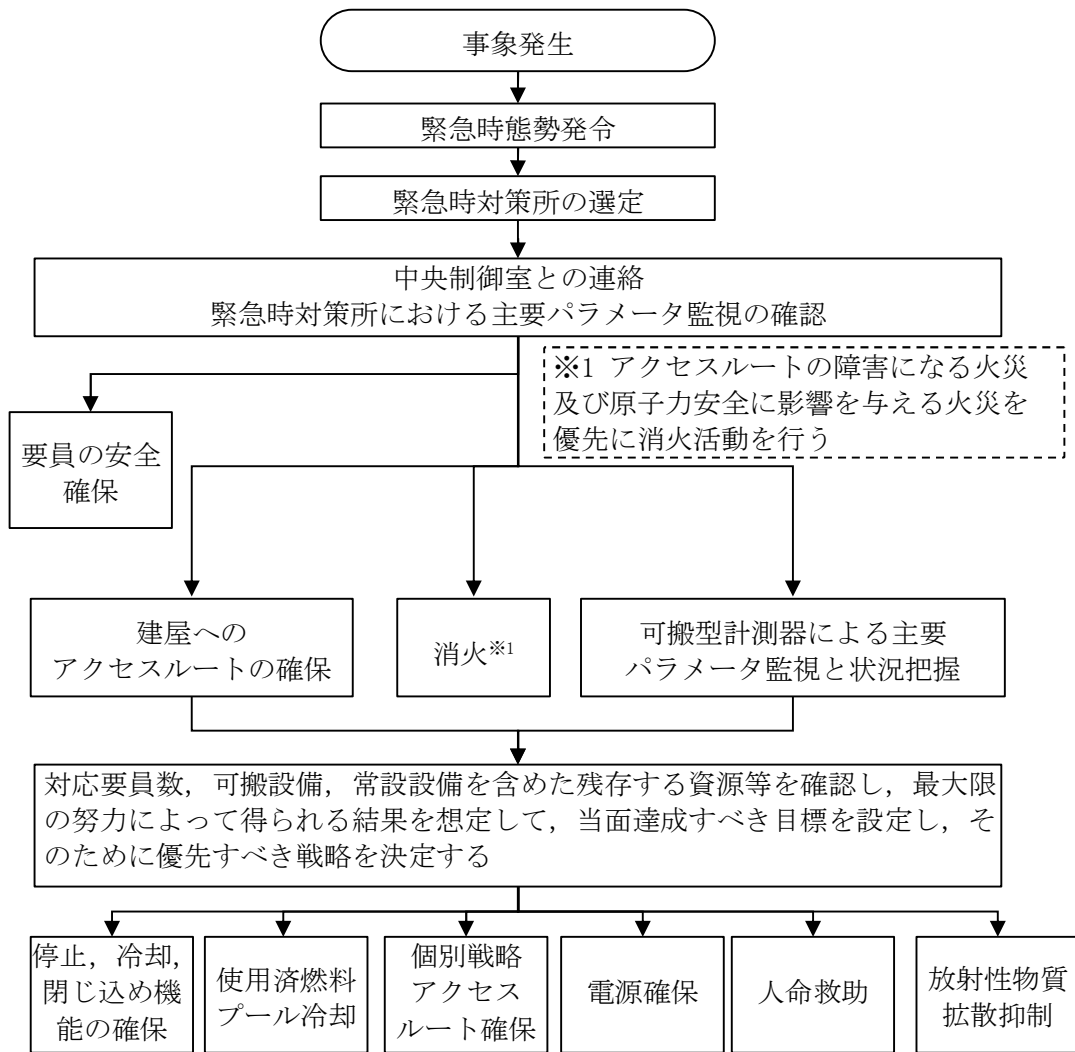 事象発生
緊急時態勢発令
緊急時対策所の選定
中央制御室との連絡
緊急時対策所における主要パラメータ監視の確認
※1 アクセスルートの障害になる火災
及び原子力安全に影響を与える火災を
優先に消火活動を行う
要員の安全
確保
建屋への
アクセスルートの確保
消火※1
可搬型計測器による主要
パラメータ監視と状況把握
対応要員数，可搬設備，常設設備を含めた残存する資源等を確認し，最大限
の努力によって得られる結果を想定して，当面達成すべき目標を設定し，そ
のために優先すべき戦略を決定する
停止，冷却，
閉じ込め機
能の確保
使用済燃料
プール冷却
個別戦略
アクセス
ルート確保
電源確保
人命救助
放射性物質
拡散抑制